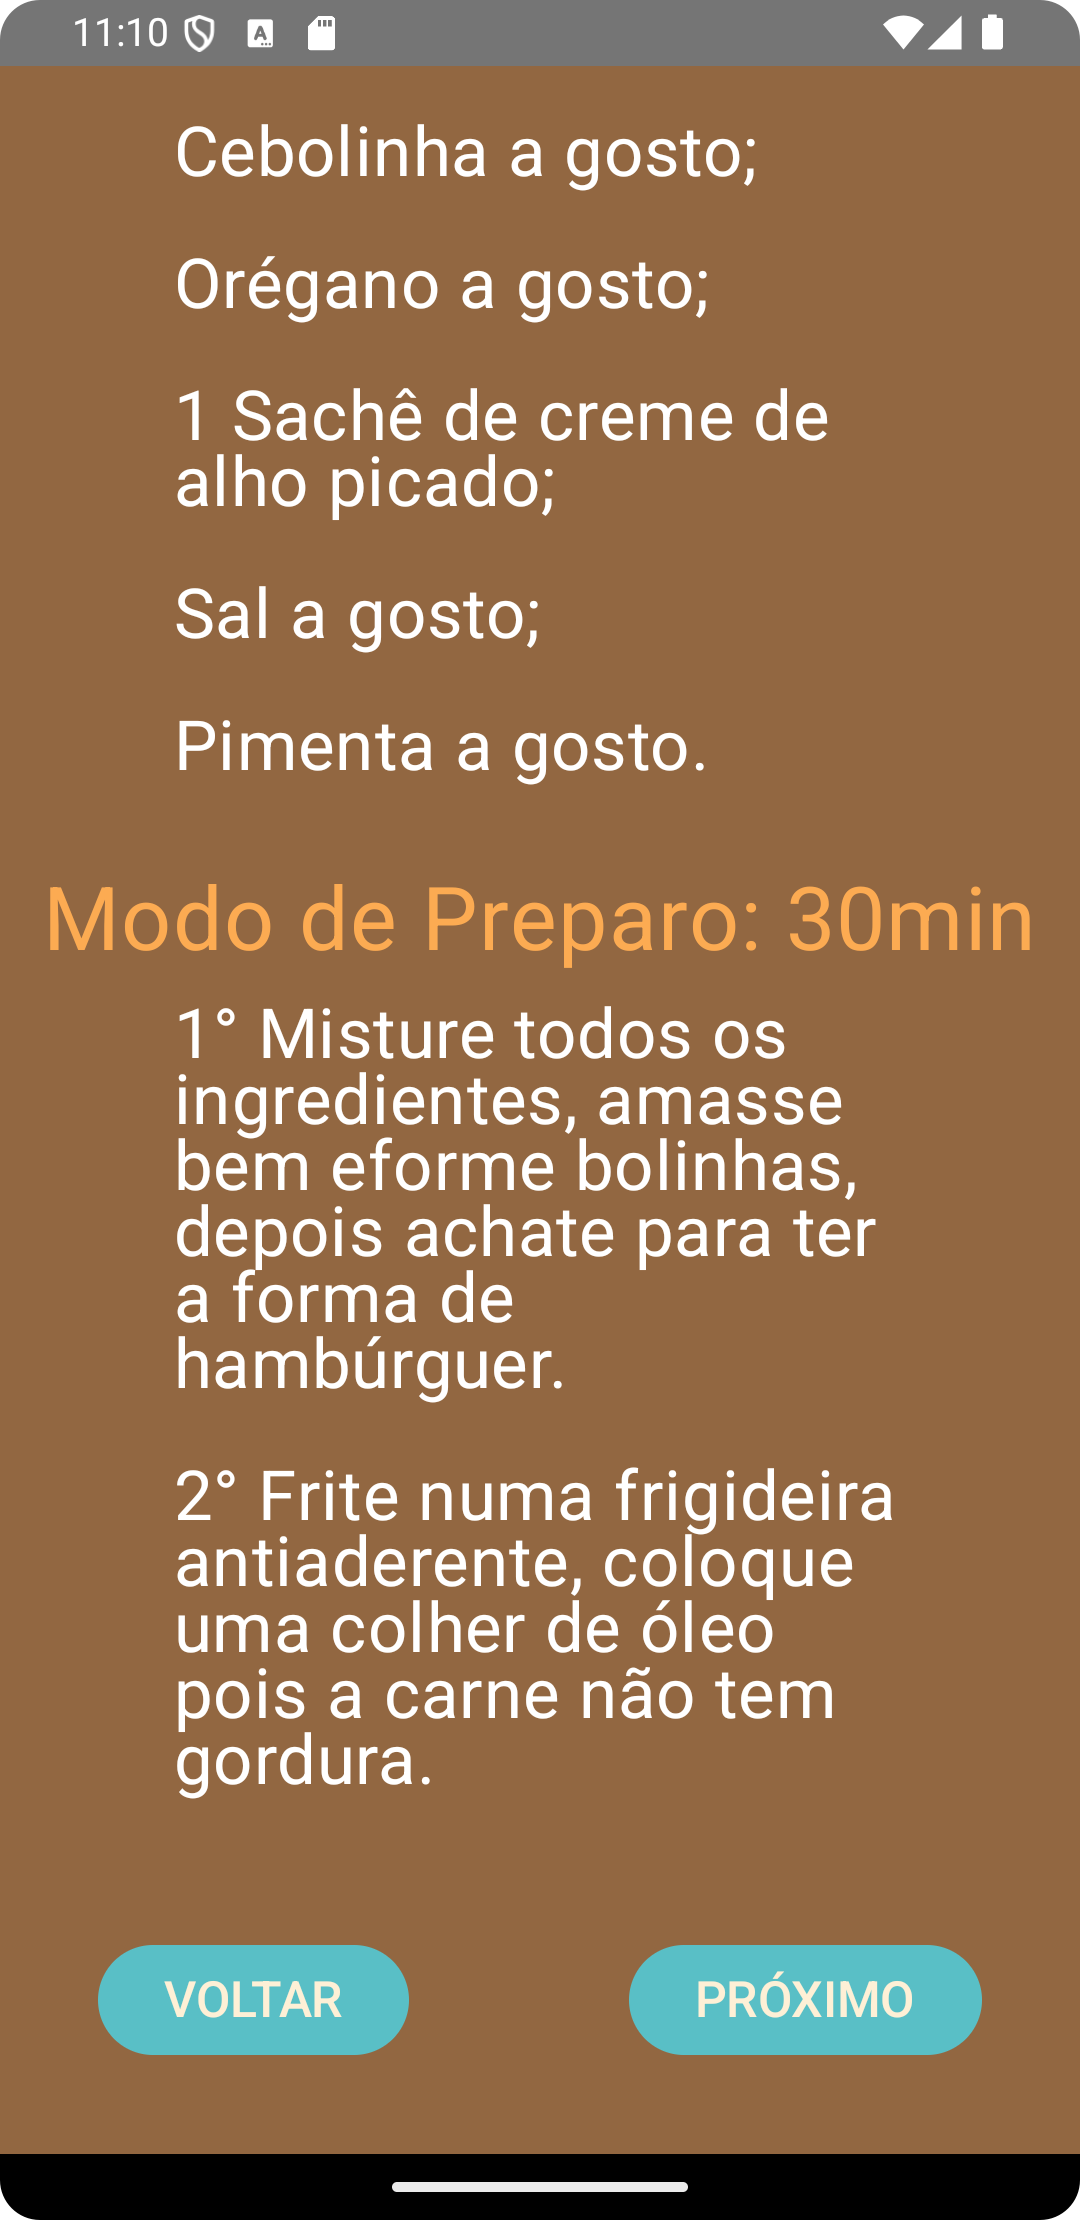 11:10
Cebolinha a gosto;
Orégano a gosto;
1 Sachê de creme de
alho picado;
Sal a gosto;
Pimenta a gosto.
Modo de Preparo: 30min
1° Misture todos os
ingredientes, amasse
bem eforme bolinhas,
depois achate para ter
a forma de
hambúrguer.
2° Frite numa frigideira
antiaderente, coloque
uma colher de óleo
pois a carne não tem
gordura.
VOLTAR
PRÓXIMO